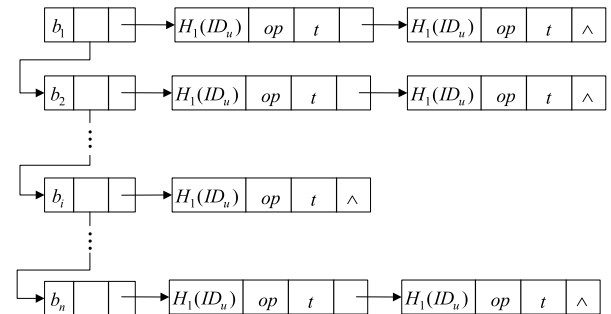 b₁ H₁(IDᵤ) op t H₁(IDᵤ) op t ∧
b₂ H₁(IDᵤ) op t H₁(IDᵤ) op t ∧
bᵢ H₁(IDᵤ) op t ∧
bₙ H₁(IDᵤ) op t H₁(IDᵤ) op t ∧